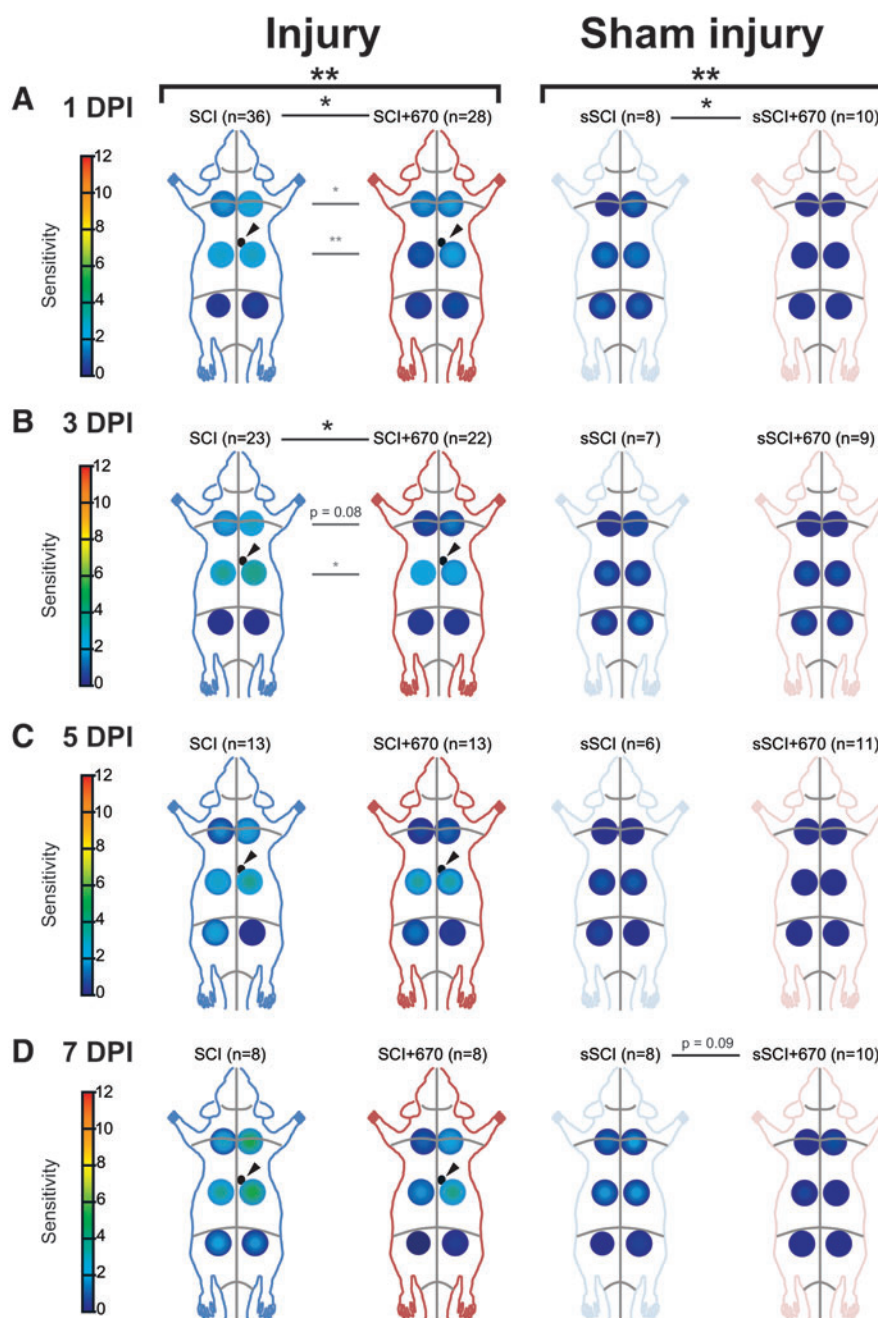 Injury Sham injury
** **
A 1 DPI * *
SCI (n=36) SCI+670 (n=28) sSCI (n=8) sSCI+670 (n=10)
12
10
8
6
4
2
0
Sensitivity
*
**
B 3 DPI
SCI (n=23) * SCI+670 (n=22) sSCI (n=7) sSCI+670 (n=9)
12
10
8
6
4
2
0
Sensitivity
p = 0.08
*
C 5 DPI
SCI (n=13) SCI+670 (n=13) sSCI (n=6) sSCI+670 (n=11)
12
10
8
6
4
2
0
Sensitivity
D 7 DPI
SCI (n=8) SCI+670 (n=8) sSCI (n=8) p = 0.09 sSCI+670 (n=10)
12
10
8
6
4
2
0
Sensitivity